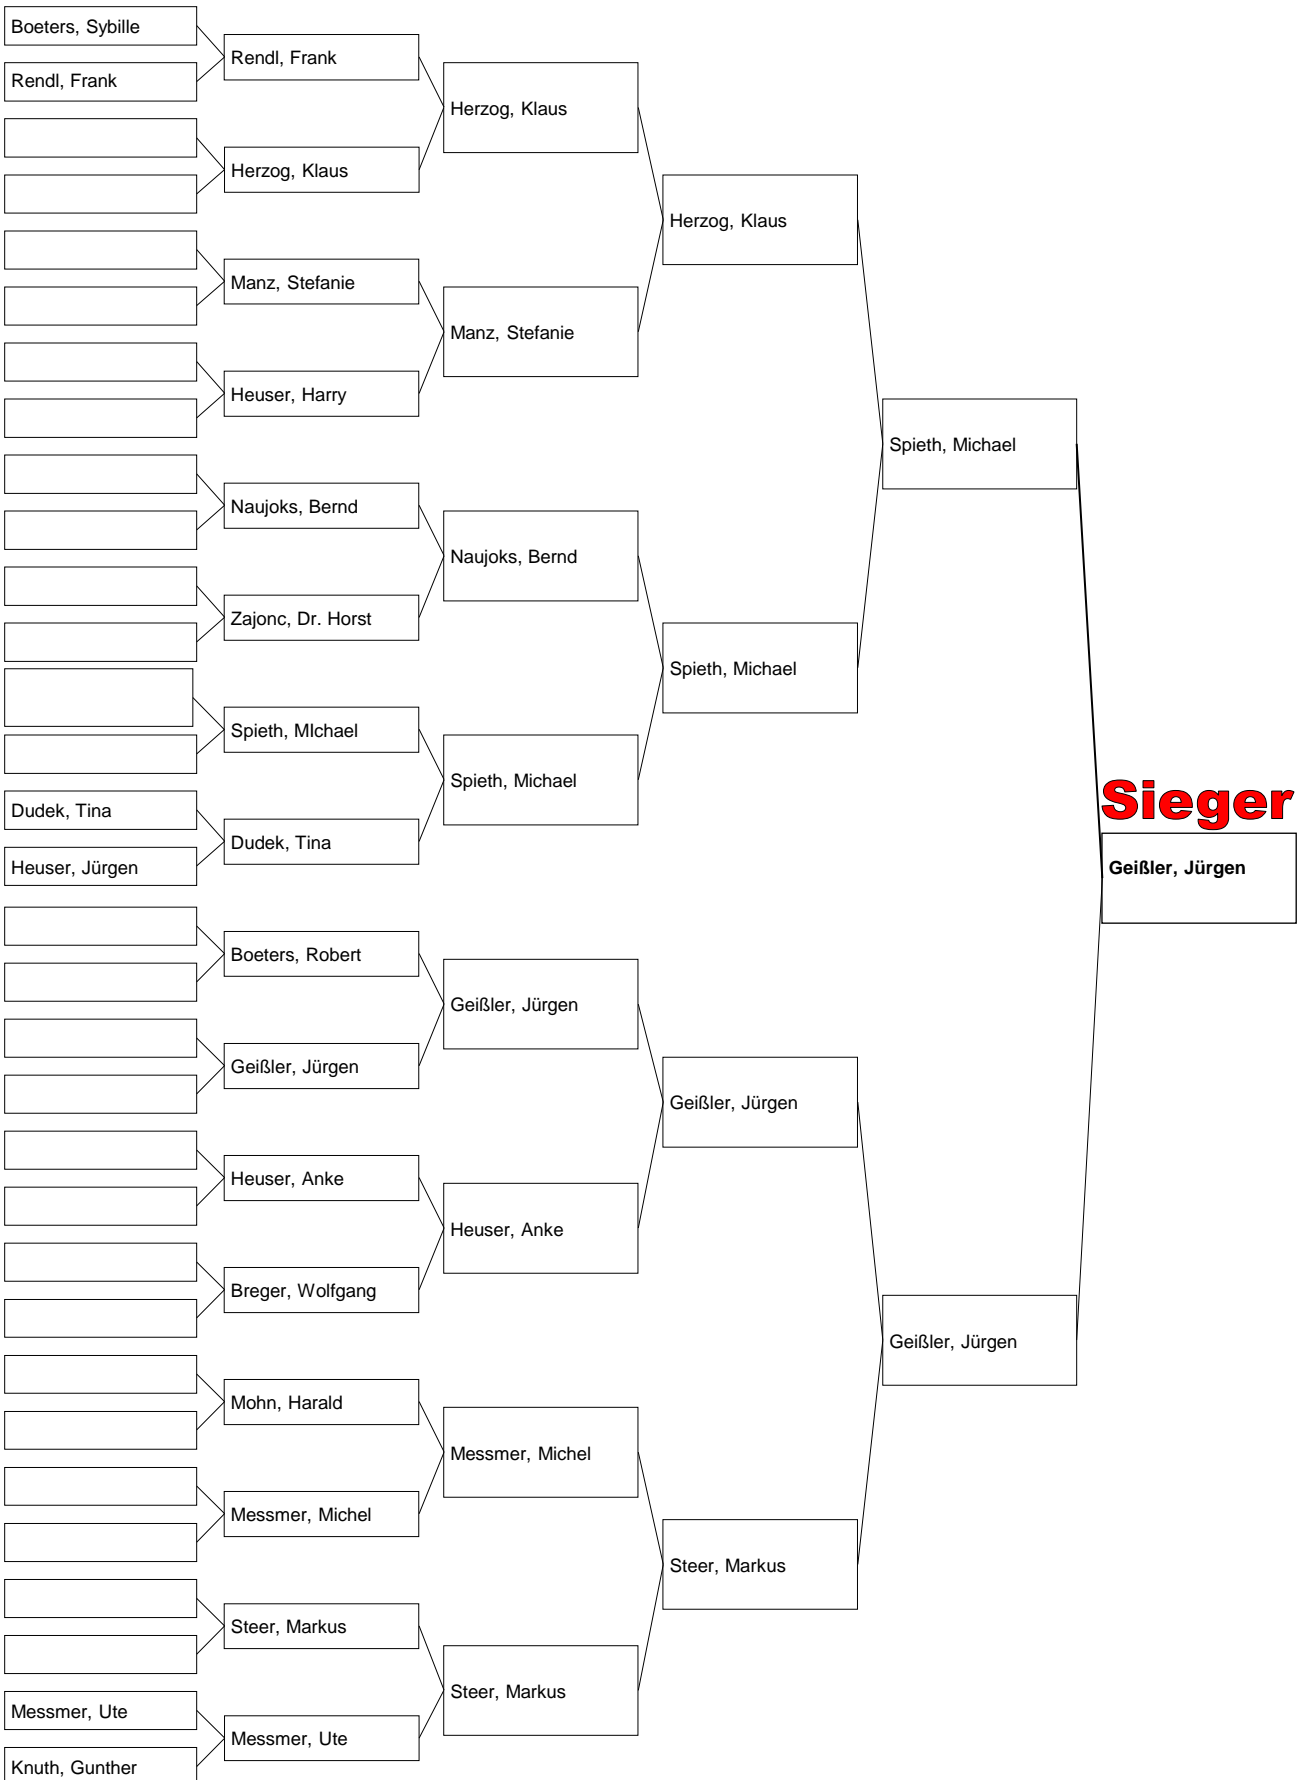 Boeters, Sybille
Rendl, Frank
Dudek, Tina
Heuser, Jürgen
Messmer, Ute
Knuth, Gunther
Rendl, Frank
Herzog, Klaus
Manz, Stefanie
Heuser, Harry
Naujoks, Bernd
Zajonc, Dr. Horst
Spieth, MIchael
Dudek, Tina
Boeters, Robert
Geißler, Jürgen
Heuser, Anke
Breger, Wolfgang
Mohn, Harald
Messmer, Michel
Steer, Markus
Messmer, Ute
Herzog, Klaus
Manz, Stefanie
Naujoks, Bernd
Spieth, Michael
Geißler, Jürgen
Heuser, Anke
Messmer, Michel
Steer, Markus
Herzog, Klaus
Spieth, Michael
Geißler, Jürgen
Steer, Markus
Spieth, Michael
Geißler, Jürgen
Sieger
Geißler, Jürgen